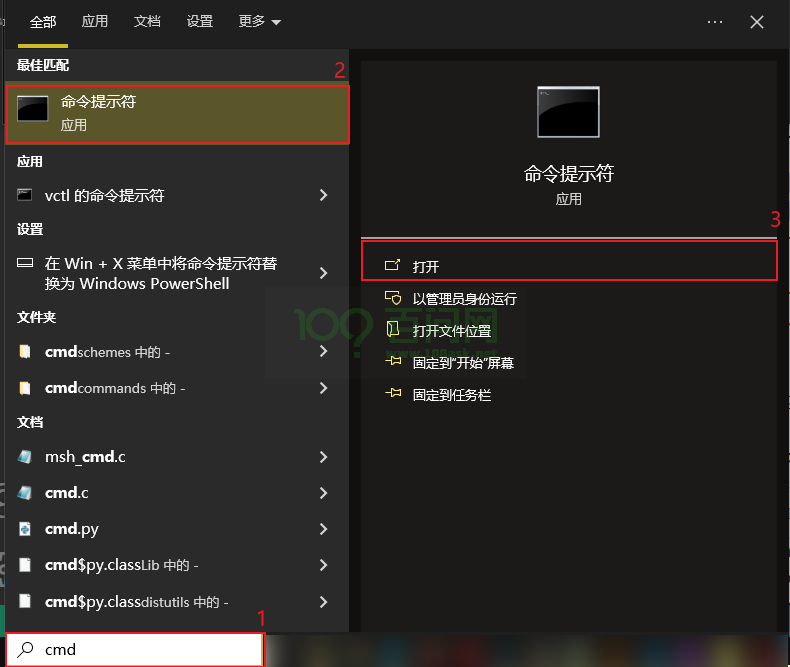 全部 应用 文档 设置 更多
最佳匹配
2
命令提示符
应用
应用
vctl 的命令提示符
设置
在 Win + X 菜单中将命令提示符替
换为 Windows PowerShell
文件夹
cmdschemes 中的 -
cmdcommands 中的 -
文档
msh_cmd.c
cmd.c
cmd.py
cmd$py.classLib 中的 -
cmd$py.classdistutils 中的 -
1
cmd
命令提示符
应用
3
打开
以管理员身份运行
打开文件位置
固定到"开始"屏幕
固定到任务栏
100 百问网